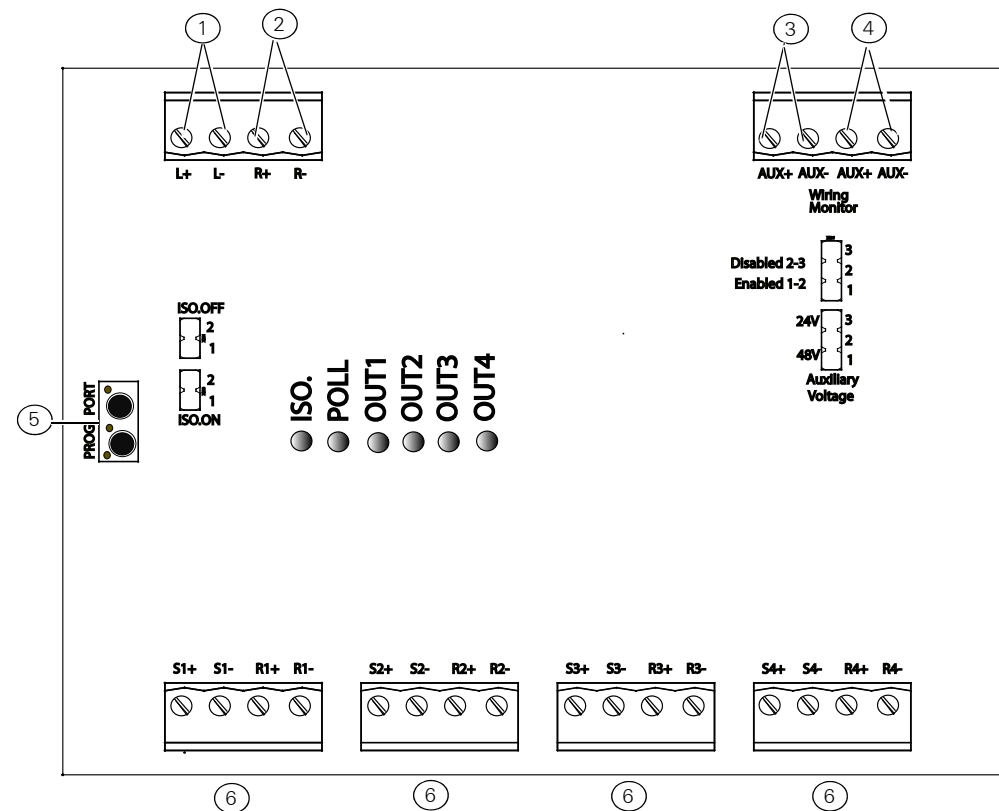 1 2 3 4
L+ L- R+ R-
AUX+ AUX- AUX+ AUX-
Wiring
Monitor
3
Disabled 2-3
2
Enabled 1-2
1
ISO.OFF
2
1
24V 3
2
48V 1
Auxiliary
Voltage
2
1
ISO.ON
5
PROG PORT
ISO.
POLL
OUT1
OUT2
OUT3
OUT4
S1+ S1- R1+ R1-
S2+ S2- R2+ R2-
S3+ S3- R3+ R3-
S4+ S4- R4+ R4-
6 6 6 6